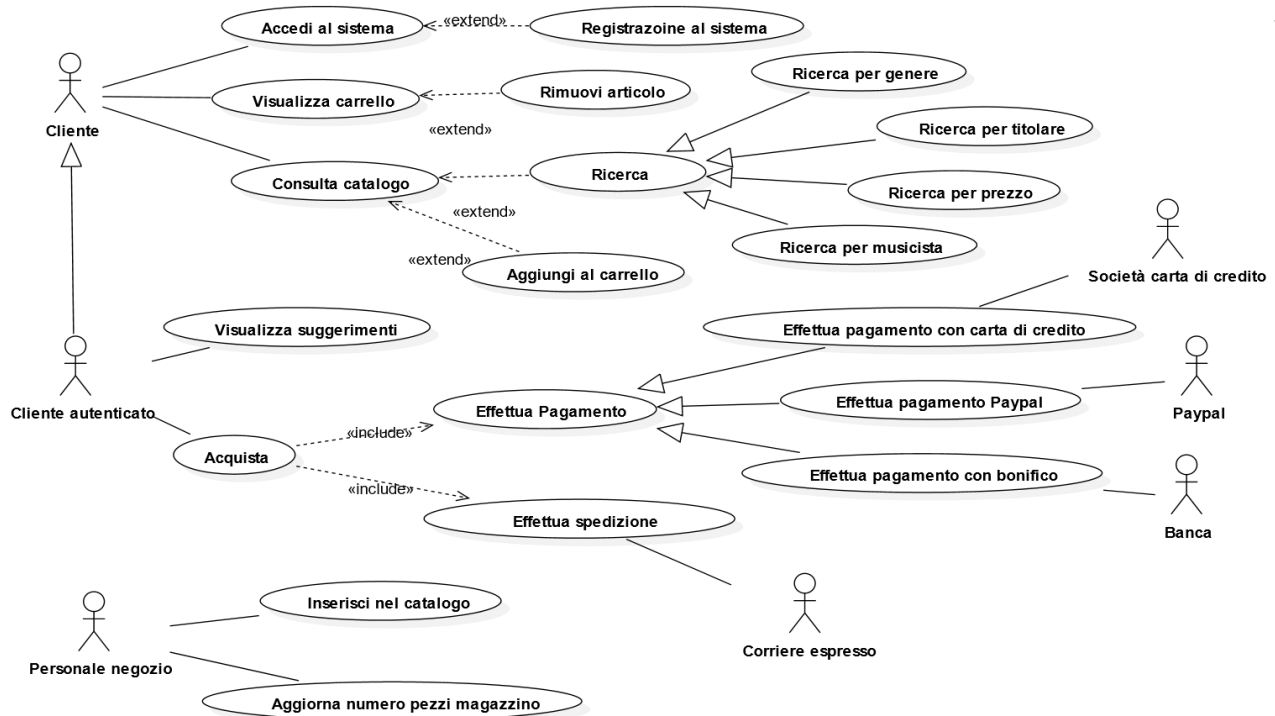 Accedi al sistema
«extend»
Registrazoine al sistema
Ricerca per genere
Visualizza carrello
Rimuovi articolo
Cliente
«extend»
Ricerca per titolare
Consulta catalogo
Ricerca
Ricerca per prezzo
«extend»
Ricerca per musicista
«extend»
Aggiungi al carrello
Società carta di credito
Visualizza suggerimenti
Effettua pagamento con carta di credito
Cliente autenticato
Effettua Pagamento
Effettua pagamento Paypal
Paypal
«include»
Acquista
Effettua pagamento con bonifico
«include»
Effettua spedizione
Banca
Inserisci nel catalogo
Corriere espresso
Personale negozio
Aggiorna numero pezzi magazzino